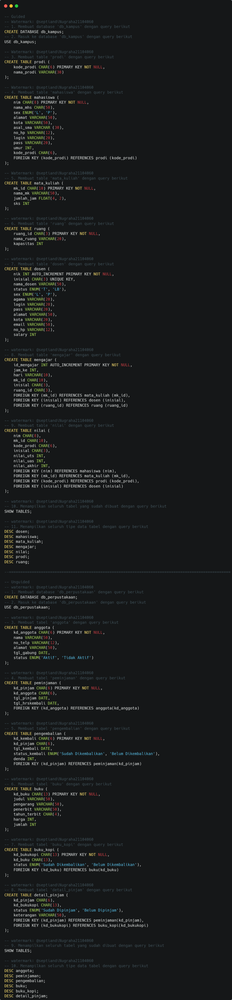 -- Guided
-- Watermark: @septiandiNugraha21104060
-- 1. Membuat database 'db_kampus' dengan query berikut
CREATE DATABASE db_kampus;
-- 2. Masuk ke database 'db_kampus' dengan query berikut
USE db_kampus;

-- Watermark: @septiandiNugraha21104060
-- 3. Membuat table 'prodi' dengan query berikut
CREATE TABLE prodi (
    kode_prodi CHAR(6) PRIMARY KEY NOT NULL,
    nama_prodi VARCHAR(30)
);

-- Watermark: @septiandiNugraha21104060
-- 4. Membuat table 'mahasiswa' dengan query berikut
CREATE TABLE mahasiswa (
    nim CHAR(8) PRIMARY KEY NOT NULL,
    nama_mhs CHAR(50),
    sex ENUM('L', 'P'),
    alamat VARCHAR(50),
    kota VARCHAR(50),
    asal_sma VARCHAR (30),
    no_hp VARCHAR(12),
    login VARCHAR(20),
    pass VARCHAR(20),
    umur INT,
    kode_prodi CHAR(6),
    FOREIGN KEY (kode_prodi) REFERENCES prodi (kode_prodi)
);

-- Watermark: @septiandiNugraha21104060
-- 5. Membuat table 'mata_kuliah' dengan query berikut
CREATE TABLE mata_kuliah (
    mk_id CHAR(10) PRIMARY KEY NOT NULL,
    nama_mk VARCHAR(50),
    jumlah_jam FLOAT(4, 2),
    sks INT
);

-- watermark: @septiandiNugraha21104060
-- 6. Membuat table 'ruang' dengan query berikut
CREATE TABLE ruang (
    ruang_id CHAR(3) PRIMARY KEY NOT NULL,
    nama_ruang VARCHAR(20),
    kapasitas INT
);

-- watermark: @septiandiNugraha21104060
-- 7. Membuat table 'dosen' dengan query berikut
CREATE TABLE dosen (
    nik INT AUTO_INCREMENT PRIMARY KEY NOT NULL,
    inisial CHAR(3) UNIQUE KEY,
    nama_dosen VARCHAR(50),
    status ENUM('T', 'LB'),
    sex ENUM('L', 'P'),
    agama VARCHAR(20),
    login VARCHAR(20),
    pass VARCHAR(20),
    alamat VARCHAR(50),
    kota VARCHAR(20),
    email VARCHAR(50),
    no_hp VARCHAR(12),
    salary INT
);

-- watermark: @septiandiNugraha21104060
-- 8. Membuat table 'mengajar' dengan query berikut
CREATE TABLE mengajar (
    id_mengajar INT AUTO_INCREMENT PRIMARY KEY NOT NULL,
    jam_ke INT,
    hari VARCHAR(10),
    mk_id CHAR(10),
    inisial CHAR(3),
    ruang_id CHAR(3),
    FOREIGN KEY (mk_id) REFERENCES mata_kuliah (mk_id),
    FOREIGN KEY (inisial) REFERENCES dosen (inisial),
    FOREIGN KEY (ruang_id) REFERENCES ruang (ruang_id)
);

-- watermark: @septiandiNugraha21104060
-- 9. Membuat table 'nilai' dengan query berikut
CREATE TABLE nilai (
    nim CHAR(8),
    mk_id CHAR(10),
    kode_prodi CHAR(6),
    inisial CHAR(3),
    nilai_uts INT,
    nilai_uas INT,
    nilai_akhir INT,
    FOREIGN KEY (nim) REFERENCES mahasiswa (nim),
    FOREIGN KEY (mk_id) REFERENCES mata_kuliah (mk_id),
    FOREIGN KEY (kode_prodi) REFERENCES prodi (kode_prodi),
    FOREIGN KEY (inisial) REFERENCES dosen (inisial)
);

-- watermark: @septiandiNugraha21104060
-- 10. Menampilkan seluruh tabel yang sudah dibuat dengan query berikut
SHOW TABLES;

-- watermark: @septiandiNugraha21104060
-- 11. Menampilkan seluruh tipe data tabel dengan query berikut
DESC dosen;
DESC mahasiswa;
DESC mata_kuliah;
DESC mengajar;
DESC nilai;
DESC prodi;
DESC ruang;

--=================================================================================================

-- Unguided
-- watermark: @septiandiNugraha21104060
-- 1. Membuat database 'db_perpustakaan' dengan query berikut
CREATE DATABASE db_perpustakaan;
-- 2. Masuk ke database 'db_perpustakaan' dengan query berikut
USE db_perpustakaan;

-- watermark: @septiandiNugraha21104060
-- 3. Membuat tabel 'anggota' dengan query berikut
CREATE TABLE anggota (
    kd_anggota CHAR(6) PRIMARY KEY NOT NULL,
    nama VARCHAR(50),
    no_telp VARCHAR(12),
    alamat VARCHAR(50),
    tgl_gabung DATE,
    status ENUM('Aktif', 'Tidak Aktif')
);

-- watermark: @septiandiNugraha21104060
-- 4. Membuat tabel 'peminjaman' dengan query berikut
CREATE TABLE peminjaman (
    kd_pinjam CHAR(6) PRIMARY KEY NOT NULL,
    kd_anggota CHAR(6),
    tgl_pinjam DATE,
    tgl_hrskembali DATE,
    FOREIGN KEY (kd_anggota) REFERENCES anggota(kd_anggota)
);

-- watermark: @septiandiNugraha21104060
-- 5. Membuat tabel 'pengembalian' dengan query berikut
CREATE TABLE pengembalian (
    kd_kembali CHAR(6) PRIMARY KEY NOT NULL,
    kd_pinjam CHAR(6),
    tgl_kembali DATE,
    status_kembali ENUM('Sudah Dikembalikan', 'Belum Dikembalikan'),
    denda INT,
    FOREIGN KEY (kd_pinjam) REFERENCES peminjaman(kd_pinjam)
);

-- watermark: @septiandiNugraha21104060
-- 6. Membuat tabel 'buku' dengan query berikut
CREATE TABLE buku (
    kd_buku CHAR(13) PRIMARY KEY NOT NULL,
    judul VARCHAR(50),
    pengarang VARCHAR(50),
    penerbit VARCHAR(50),
    tahun_terbit CHAR(4),
    harga INT,
    jumlah INT
);

-- watermark: @septiandiNugraha21104060
-- 7. Membuat tabel 'buku_kopi' dengan query berikut
CREATE TABLE buku_kopi (
    kd_bukukopi CHAR(13) PRIMARY KEY NOT NULL,
    kd_buku CHAR(13),
    status ENUM('Sudah Dikembalikan', 'Belum Dikembalikan'),
    FOREIGN KEY (kd_buku) REFERENCES buku(kd_buku)
);

-- watermark: @septiandiNugraha21104060
-- 8. Membuat tabel 'detail_pinjam' dengan query berikut
CREATE TABLE detail_pinjam (
    kd_pinjam CHAR(6),
    kd_bukukopi CHAR(13),
    status ENUM('Sudah Dipinjam', 'Belum Dipinjam'),
    keterangan VARCHAR(50),
    FOREIGN KEY (kd_pinjam) REFERENCES peminjaman(kd_pinjam),
    FOREIGN KEY (kd_bukukopi) REFERENCES buku_kopi(kd_bukukopi)
);

-- watermark: @septiandiNugraha21104060
-- 9. Menampilkan seluruh tabel yang sudah dibuat dengan query berikut
SHOW TABLES;

-- watermark: @septiandiNugraha21104060
-- 10. Menampilkan seluruh tipe data tabel dengan query berikut
DESC anggota;
DESC peminjaman;
DESC pengembalian;
DESC buku;
DESC buku_kopi;
DESC detail_pinjam;